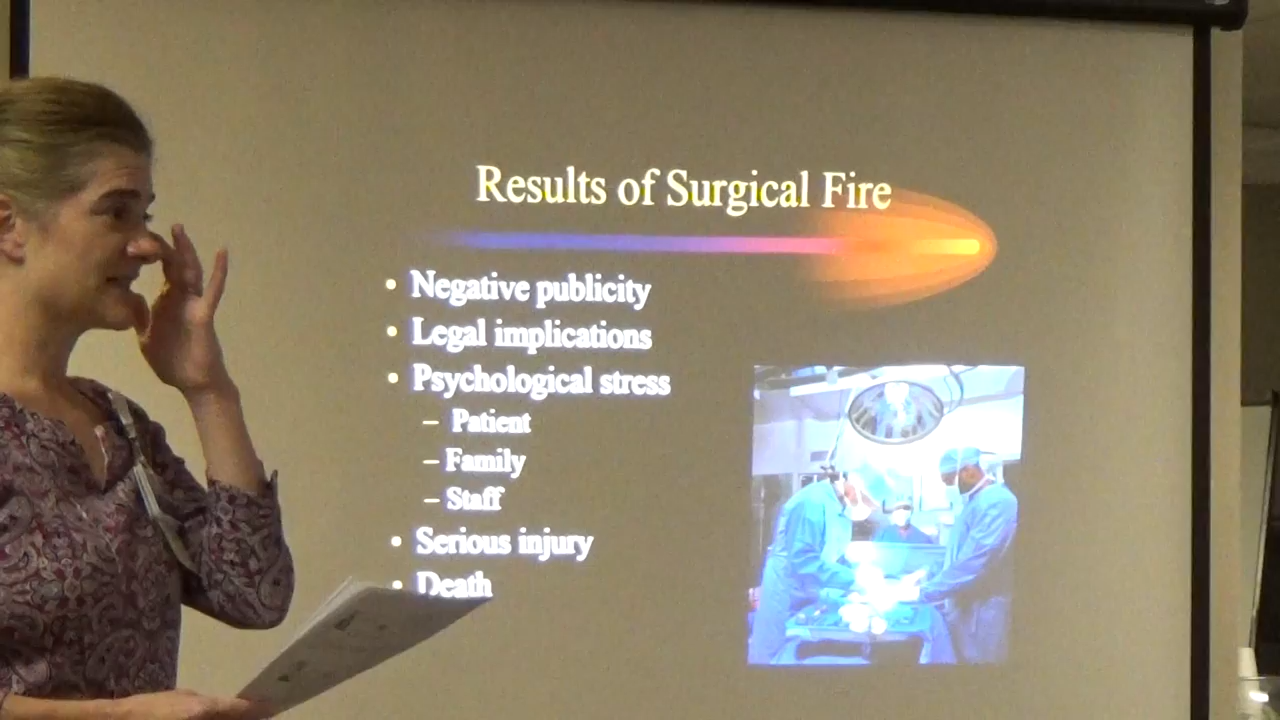 Results of Surgical Fire
• Negative publicity
• Legal implications
• Psychological stress
– Patient
– Family
– Staff
• Serious injury
• Death